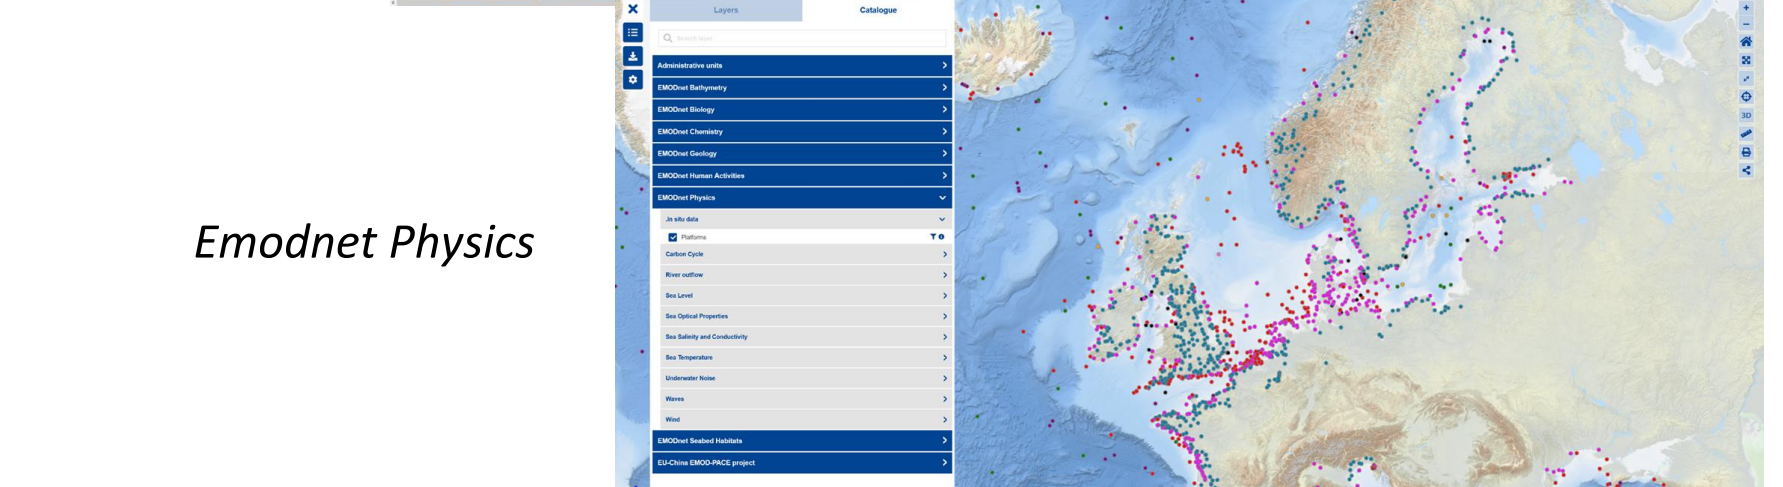 Emodnet Physics
Layers
Catalogue
Search layer
Administrative units
EMODnet Bathymetry
EMODnet Biology
EMODnet Chemistry
EMODnet Geology
EMODnet Human Activities
EMODnet Physics
.In situ data
Platforms
Carbon Cycle
River outflow
Sea Level
Sea Optical Properties
Sea Salinity and Conductivity
Sea Temperature
Underwater Noise
Waves
Wind
EMODnet Seabed Habitats
EU-China EMOD-PACE project
3D